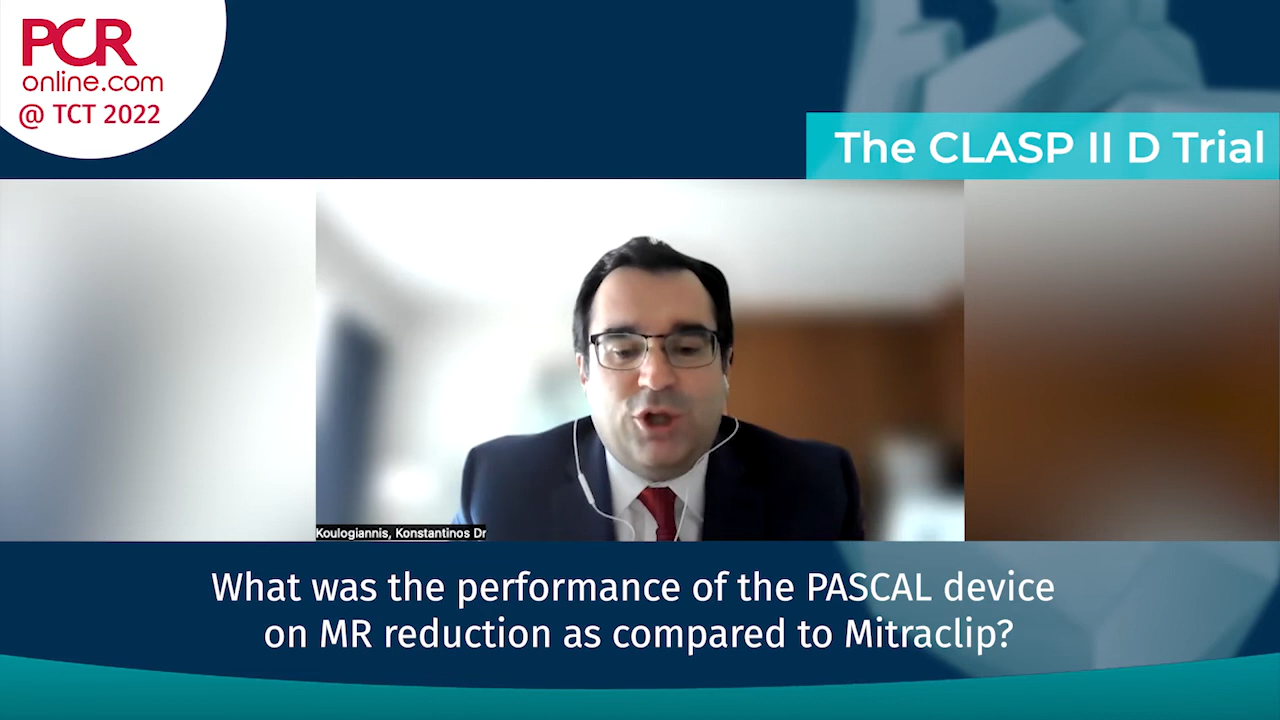 PCR
online.com
@ TCT 2022
The CLASP II D Trial
Koulogiannis, Konstantinos Dr
What was the performance of the PASCAL device
on MR reduction as compared to Mitraclip?